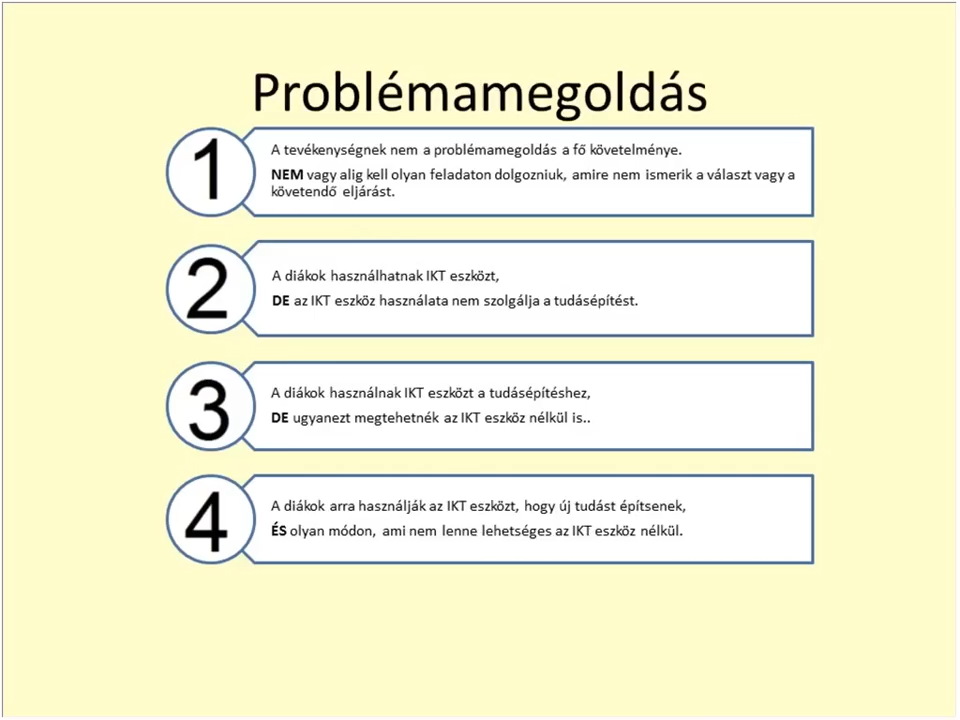 Problémamegoldás
1
A tevékenységnek nem a problémamegoldás a fő követelménye.
NEM vagy alig kell olyan feladaton dolgozniuk, amire nem ismerik a választ vagy a
követendő eljárást.
2
A diákok használhatnak IKT eszközt,
DE az IKT eszköz használata nem szolgálja a tudásépítést.
3
A diákok használnak IKT eszközt a tudásépítéshez,
DE ugyanezt megtehetnék az IKT eszköz nélkül is..
4
A diákok arra használják az IKT eszközt, hogy új tudást építsenek,
ÉS olyan módon, ami nem lenne lehetséges az IKT eszköz nélkül.